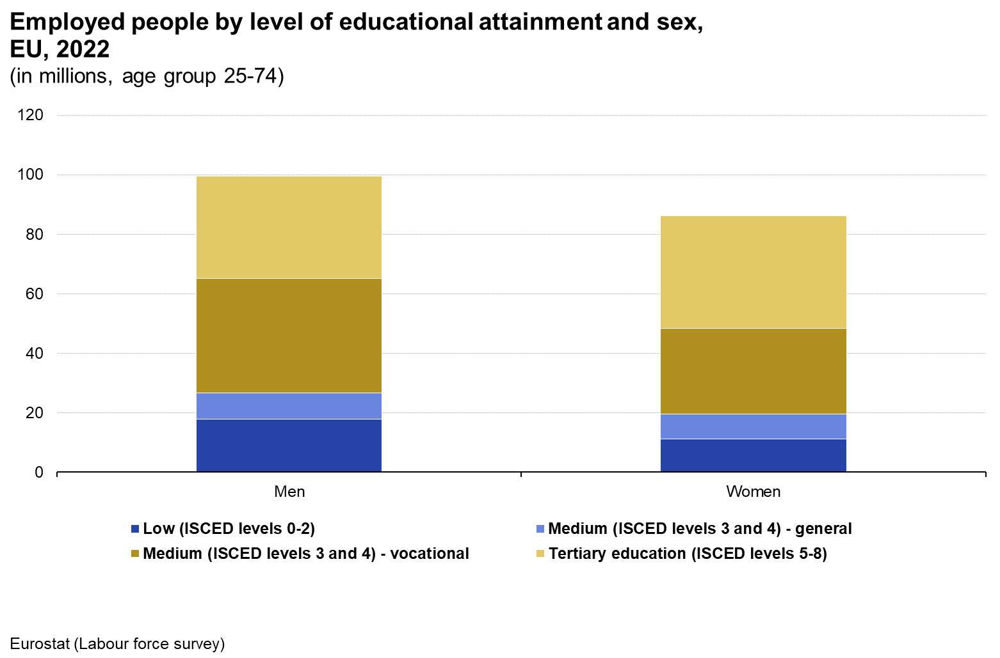 Employed people by level of educational attainment and sex,
EU, 2022
(in millions, age group 25-74)
120
100
80
60
40
20
0
Men
Women
Low (ISCED levels 0-2)
Medium (ISCED levels 3 and 4) - general
Medium (ISCED levels 3 and 4) - vocational
Tertiary education (ISCED levels 5-8)
Eurostat (Labour force survey)